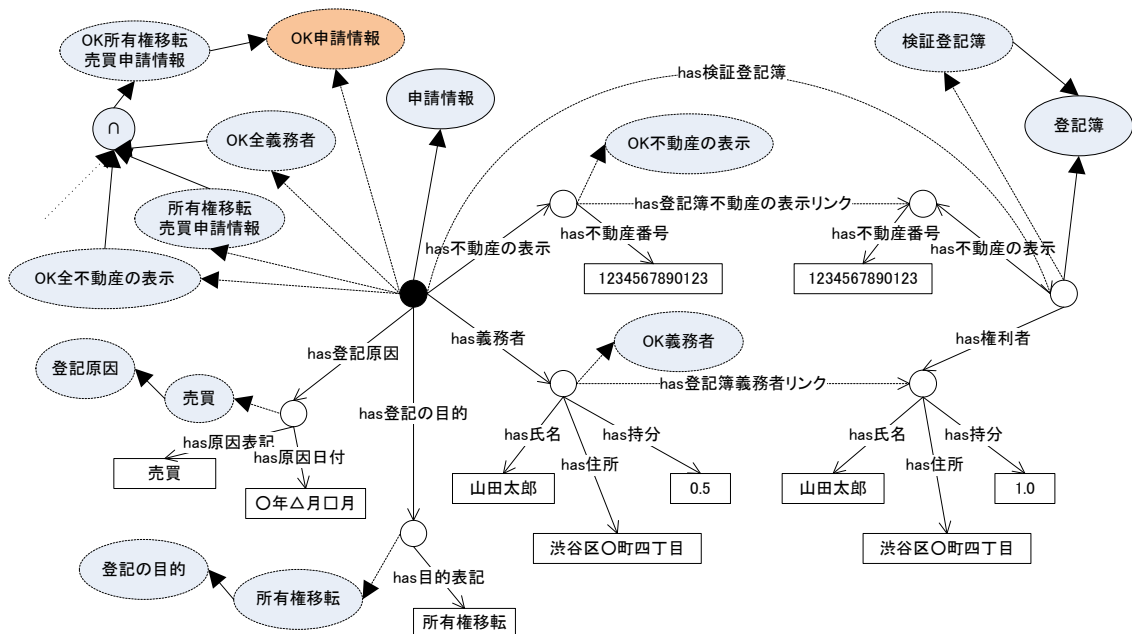 OK所有権移転
売買申請情報
OK申請情報
検証登記簿
has検証登記簿
申請情報
∩
登記簿
OK全義務者
OK不動産の表示
所有権移転
売買申請情報
has登記簿不動産の表示リンク
has不動産番号
has不動産番号
has不動産の表示
has不動産の表示
OK全不動産の表示
1234567890123
1234567890123
has登記原因
has義務者
OK義務者
has権利者
登記原因
売買
has登記簿義務者リンク
has登記の目的
has原因表記
has原因日付
has氏名
has持分
has住所
has氏名
has持分
has住所
売買
〇年△月□月
山田太郎
0.5
山田太郎
1.0
渋谷区〇町四丁目
渋谷区〇町四丁目
登記の目的
所有権移転
has目的表記
所有権移転